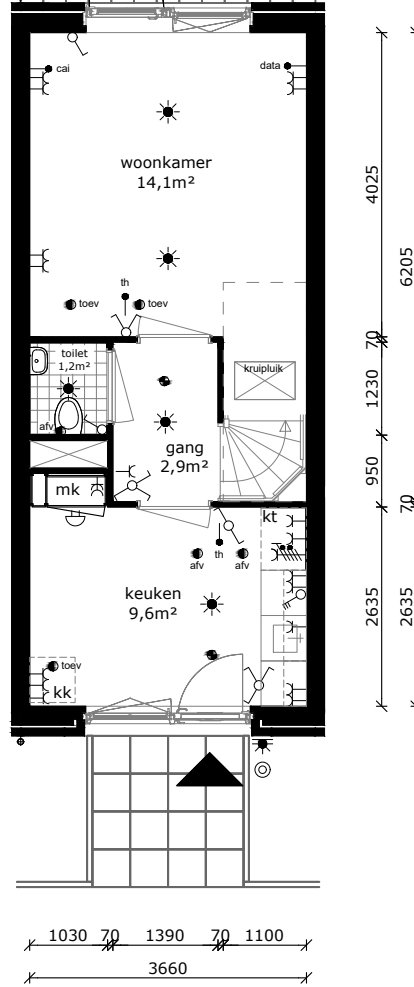 cai
data
woonkamer
14,1m²
th
toev
toev
toilet
1,2m²
kruipluik
afv
gang
2,9m²
mk
kt
th
afv
afv
keuken
9,6m²
toev
kk
4025
6205
70
1230
950
70
2635
2635
1030 70 1390 70 1100
3660